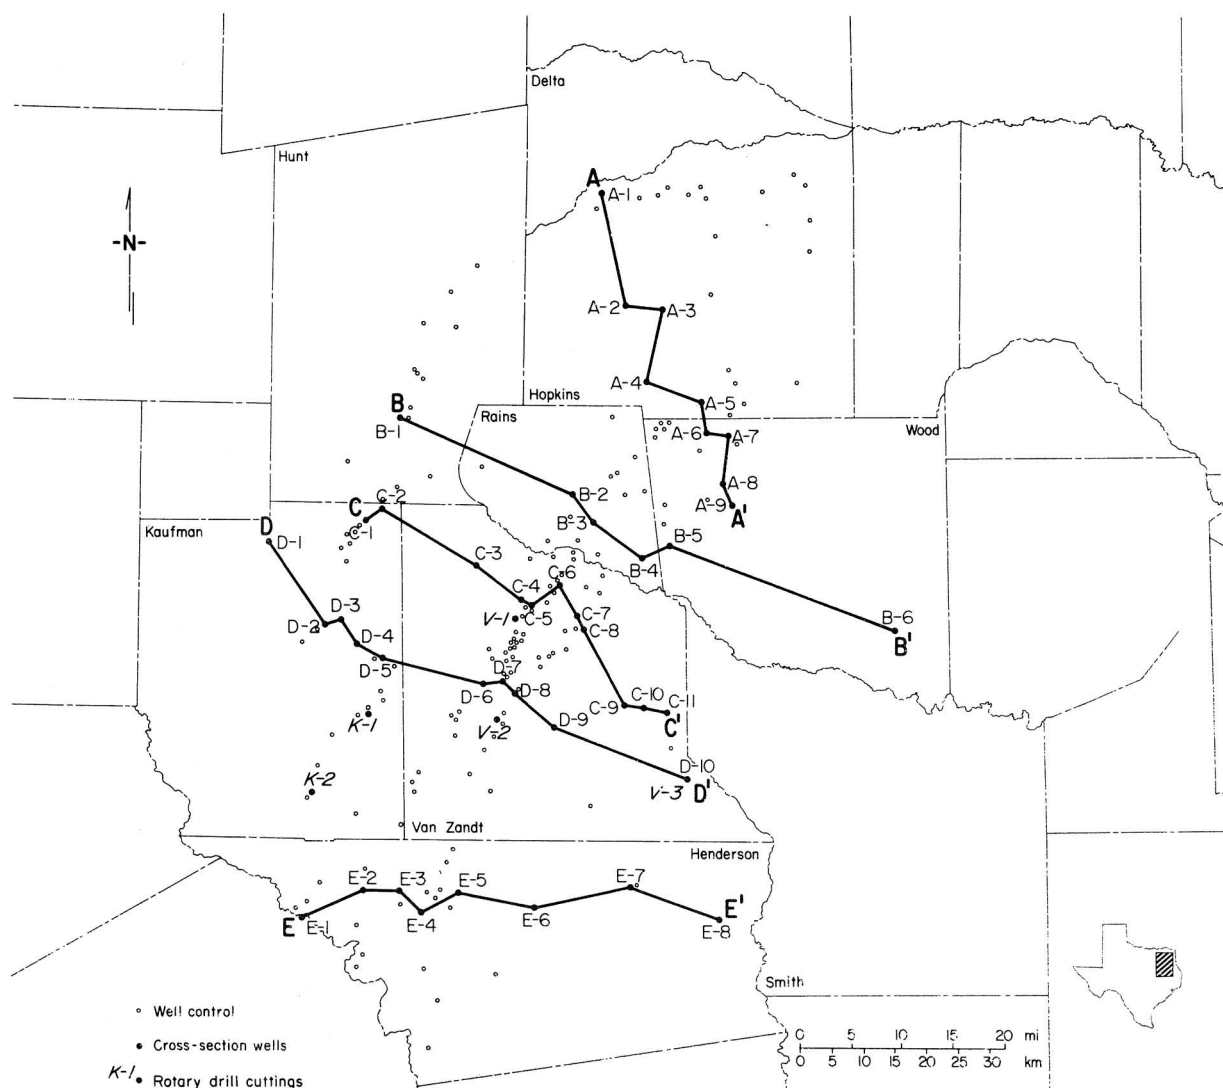 Delta
Hunt
A
A-1
-N-
A-2
A-3
A-4
Hopkins
A-5
B
Rains
B-1
A-6
A-7
Wood
C-2
B-2
A-8
A-9
A'
C
C-1
B-3
Kaufman
D
D-1
B-5
C-3
B-4
C-6
C-4
D-3
V-1
C-5
C-7
B-6
D-2
C-8
B'
D-4
D-5
D-7
D-6
D-8
C-10
C-9
C-11
K-1
V-2
D-9
C'
D-10
K-2
V-3
D'
Van Zandt
Henderson
E-2
E-3
E-5
E-7
E'
E
E-1
E-4
E-6
E-8
Smith
Well control
0 5 10 15 20 mi
Cross-section wells
0 5 10 15 20 25 30 km
K-1 Rotary drill cuttings